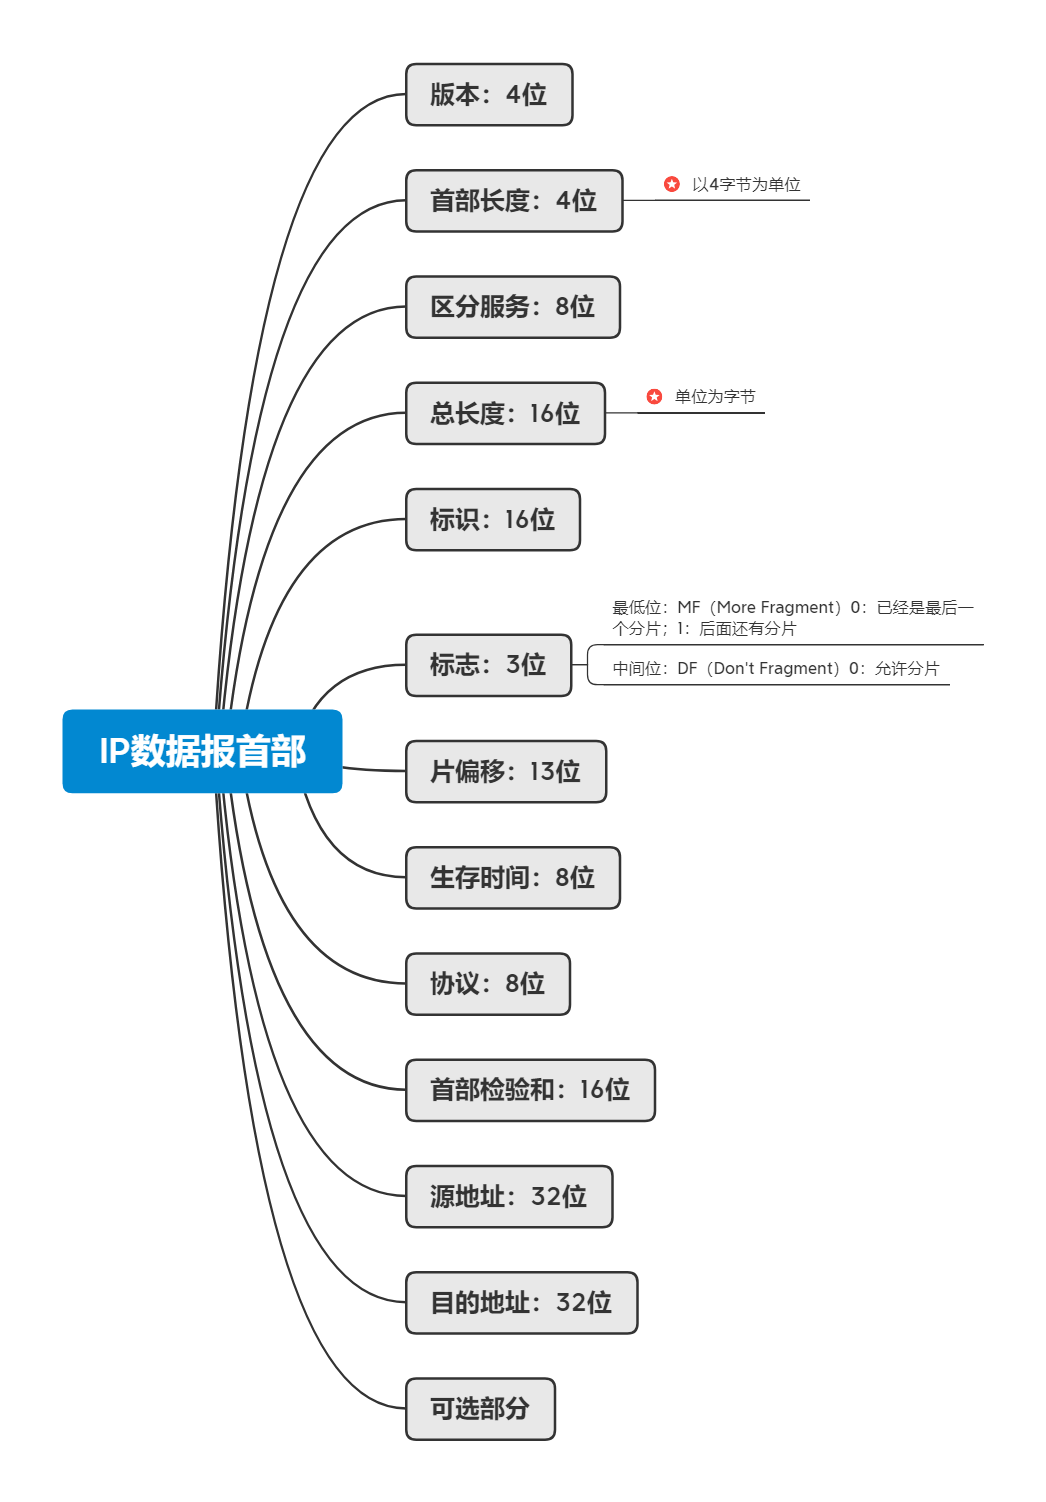 版本：4位
首部长度：4位
以4字节为单位
区分服务：8位
总长度：16位
单位为字节
标识：16位
最低位：MF（More Fragment）0：已经是最后一
个分片；1：后面还有分片
标志：3位
中间位：DF（Don't Fragment）0：允许分片
IP数据报首部
片偏移：13位
生存时间：8位
协议：8位
首部检验和：16位
源地址：32位
目的地址：32位
可选部分